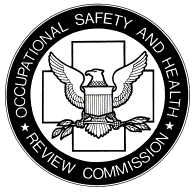 OCCUPATIONAL SAFETY AND HEALTH
REVIEW COMMISSION